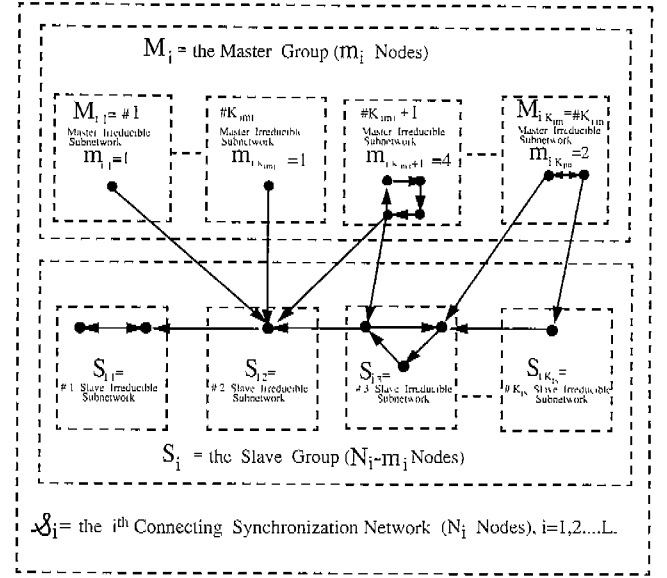 M_i = the Master Group (m_i Nodes)
M_i1 = #1
Master Irreducible
Subnetwork
m_i1=1
#K_im1
Master Irreducible
Subnetwork
m_iK_im1 =1
#K_im1 +1
Master Irreducible
Subnetwork
m_iK_im1+1 =4
M_iK_im=#K_im
Master Irreducible
Subnetwork
m_iK_im=2
S_i1=
#1 Slave Irreducible
Subnetwork
S_i2=
#2 Slave Irreducible
Subnetwork
S_i3=
#3 Slave Irreducible
Subnetwork
S_iK_is=
#K_is Slave Irreducible
Subnetwork
S_i = the Slave Group (N_i-m_i Nodes)
𝒮_i= the i^th Connecting Synchronization Network (N_i Nodes), i=1,2....L.